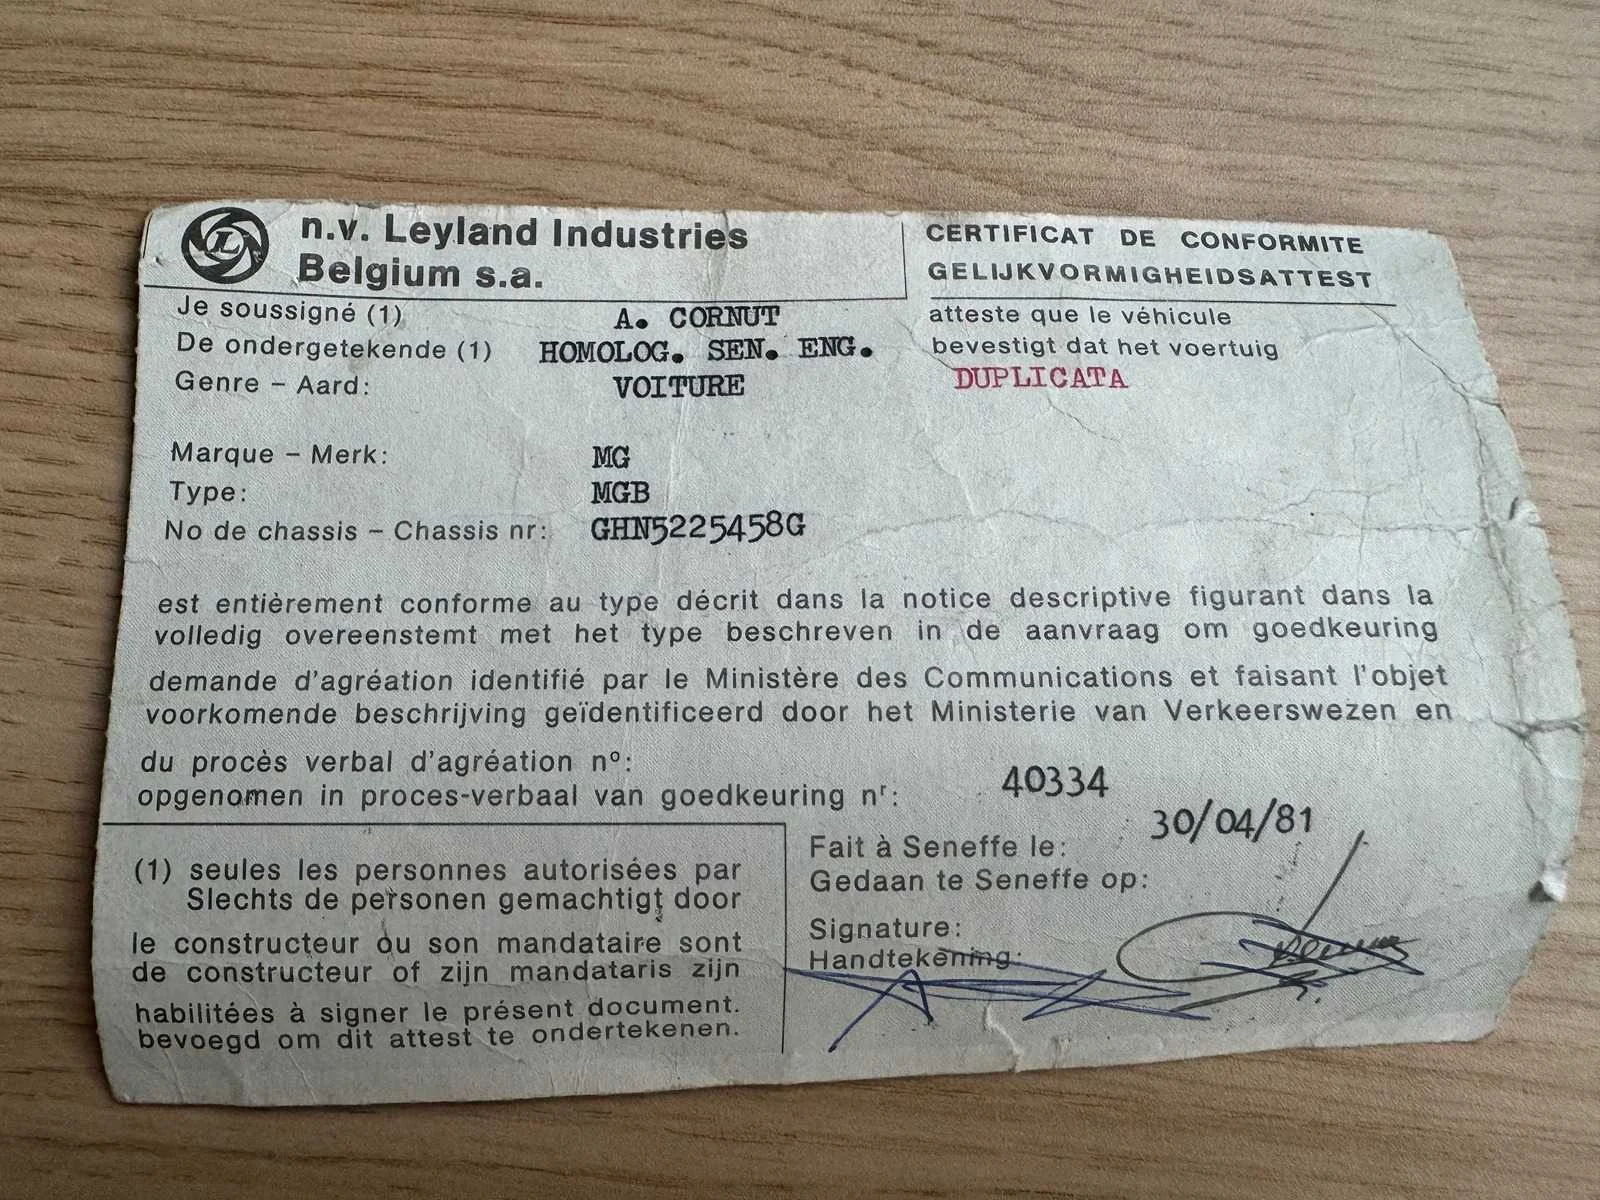 n.v. Leyland Industries
Belgium s.a.
CERTIFICAT DE CONFORMITE
GELIJKVORMIGHEIDSATTEST
Je soussigné (1) A. CORNUT
De ondergetekende (1) HOMOLOG. SEN. ENG.
Genre – Aard: VOITURE
atteste que le véhicule
bevestigt dat het voertuig
DUPLICATA
Marque – Merk: MG
Type: MGB
No de chassis – Chassis nr: GHN5225458G
est entièrement conforme au type décrit dans la notice descriptive figurant dans la
volledig overeenstemt met het type beschreven in de aanvraag om goedkeuring
demande d'agréation identifié par le Ministère des Communications et faisant l'objet
voorkomende beschrijving geïdentificeerd door het Ministerie van Verkeerswezen en
du procès verbal d'agréation nº:
opgenomen in proces-verbaal van goedkeuring nʳ: 40334
(1) seules les personnes autorisées par
Slechts de personen gemachtigt door
le constructeur ou son mandataire sont
de constructeur of zijn mandataris zijn
habilitées à signer le présent document.
bevoegd om dit attest te ondertekenen.
30/04/81
Fait à Seneffe le:
Gedaan te Seneffe op:
Signature:
Handtekening: